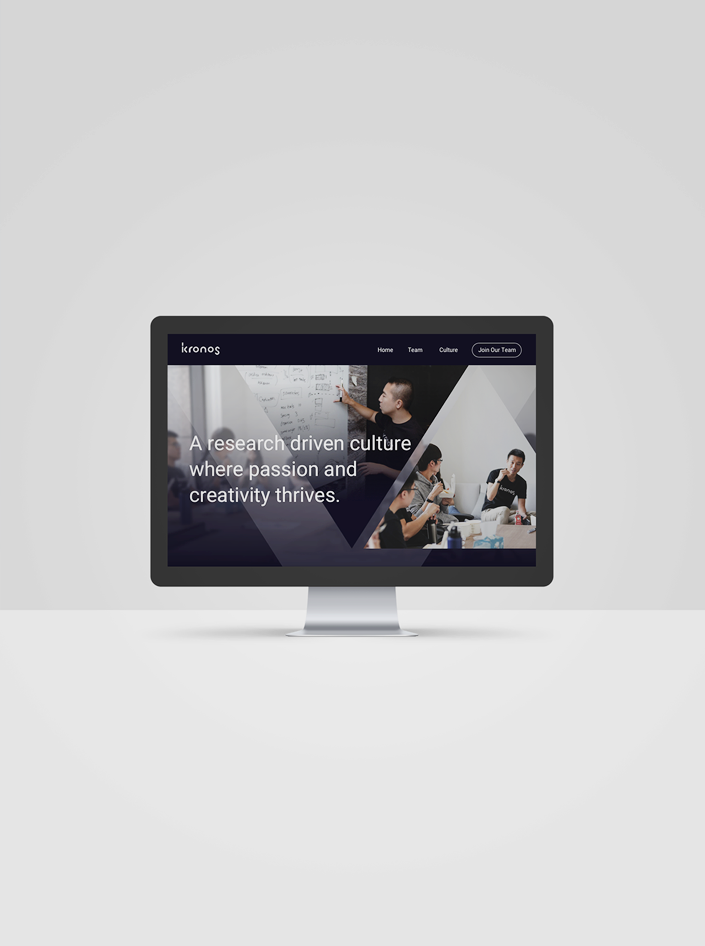 kronos
Home Team Culture Join Our Team
A research driven culture
where passion and
creativity thrives.